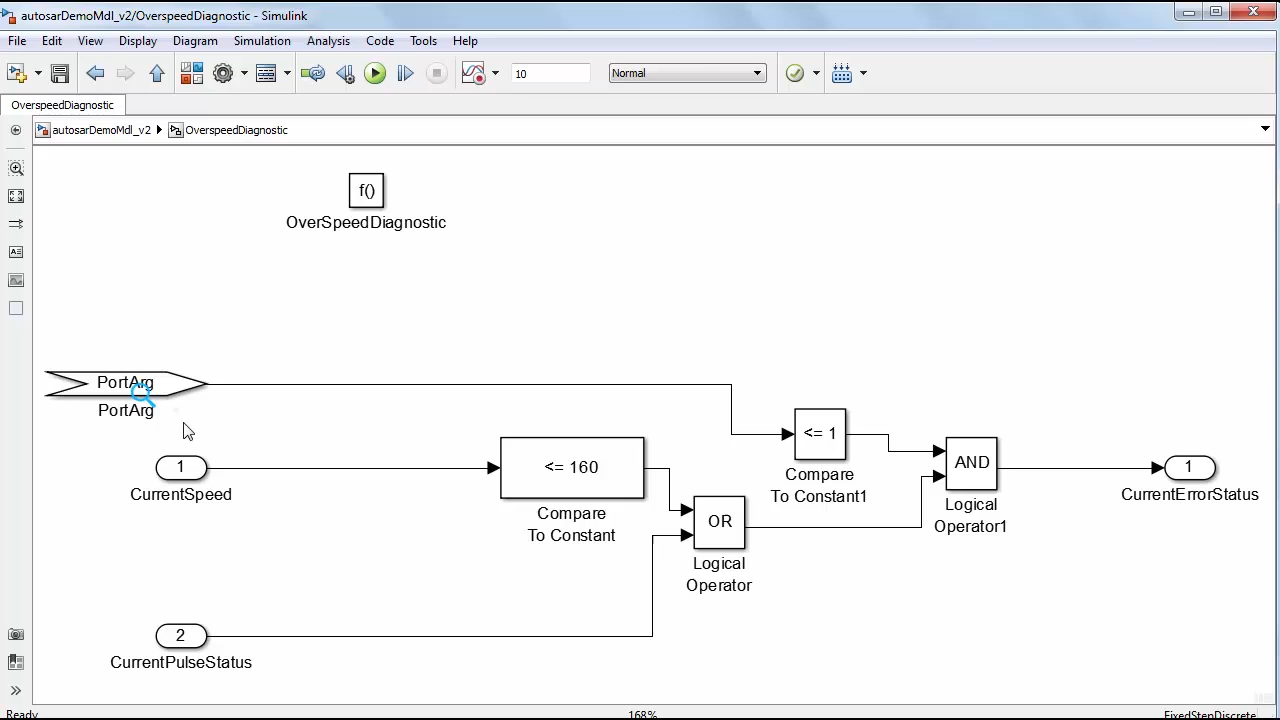 autosarDemoMdl_v2/OverspeedDiagnostic - Simulink
File Edit View Display Diagram Simulation Analysis Code Tools Help
10
Normal
OverspeedDiagnostic
autosarDemoMdl_v2 OverspeedDiagnostic
f()
OverSpeedDiagnostic
PortArg
PortArg
<= 1
Compare
To Constant1
1
CurrentSpeed
<= 160
Compare
To Constant
AND
Logical
Operator1
1
CurrentErrorStatus
OR
Logical
Operator
2
CurrentPulseStatus
Ready 168% FixedStepDiscrete